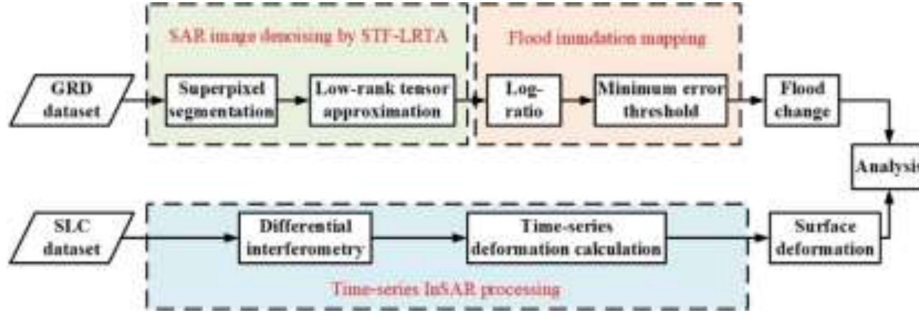 SAR image denoising by STF-LRTA
Flood inundation mapping
GRD
dataset
Superpixel
segmentation
Low-rank tensor
approximation
Log-
ratio
Minimum error
threshold
Flood
change
Analysis
SLC
dataset
Differential
interferometry
Time-series
deformation calculation
Surface
deformation
Time-series InSAR processing